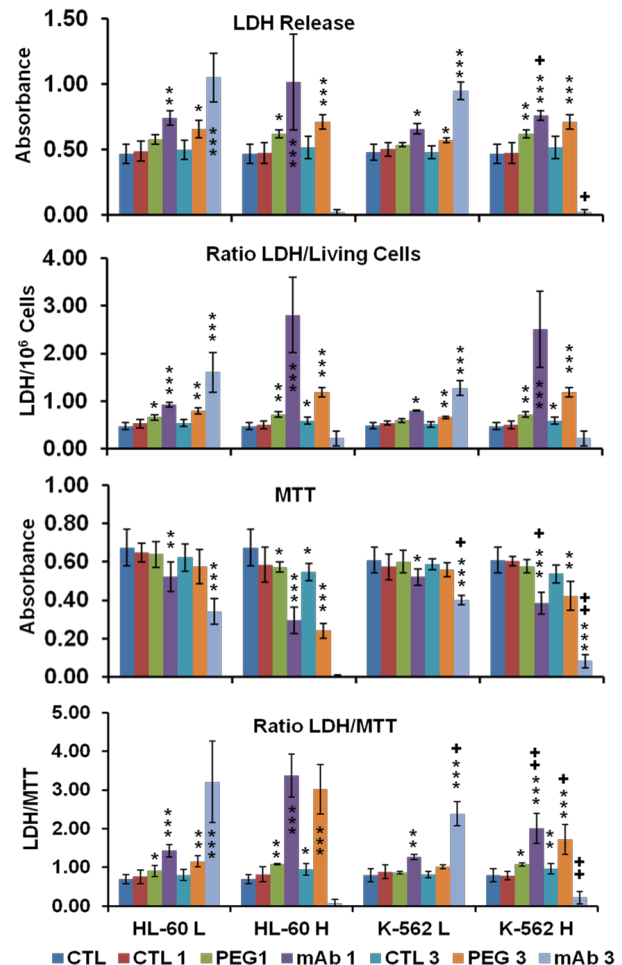 LDH Release
Absorbance
1.50
1.00
0.50
0.00
** *** * * *** * *** * * *** ** *** + *** +
Ratio LDH/Living Cells
LDH/10⁶ Cells
4.00
3.00
2.00
1.00
0.00
* *** ** *** ** *** * *** * ** *** ** *** * ***
MTT
Absorbance
1.00
0.80
0.60
0.40
0.20
0.00
** *** * *** * *** * *** + *** + ** *** ++
Ratio LDH/MTT
LDH/MTT
5.00
4.00
3.00
2.00
1.00
0.00
* *** ** *** ** *** * *** ** *** + * *** ++ ** *** + ++
HL-60 L HL-60 H K-562 L K-562 H
CTL CTL 1 PEG1 mAb 1 CTL 3 PEG 3 mAb 3